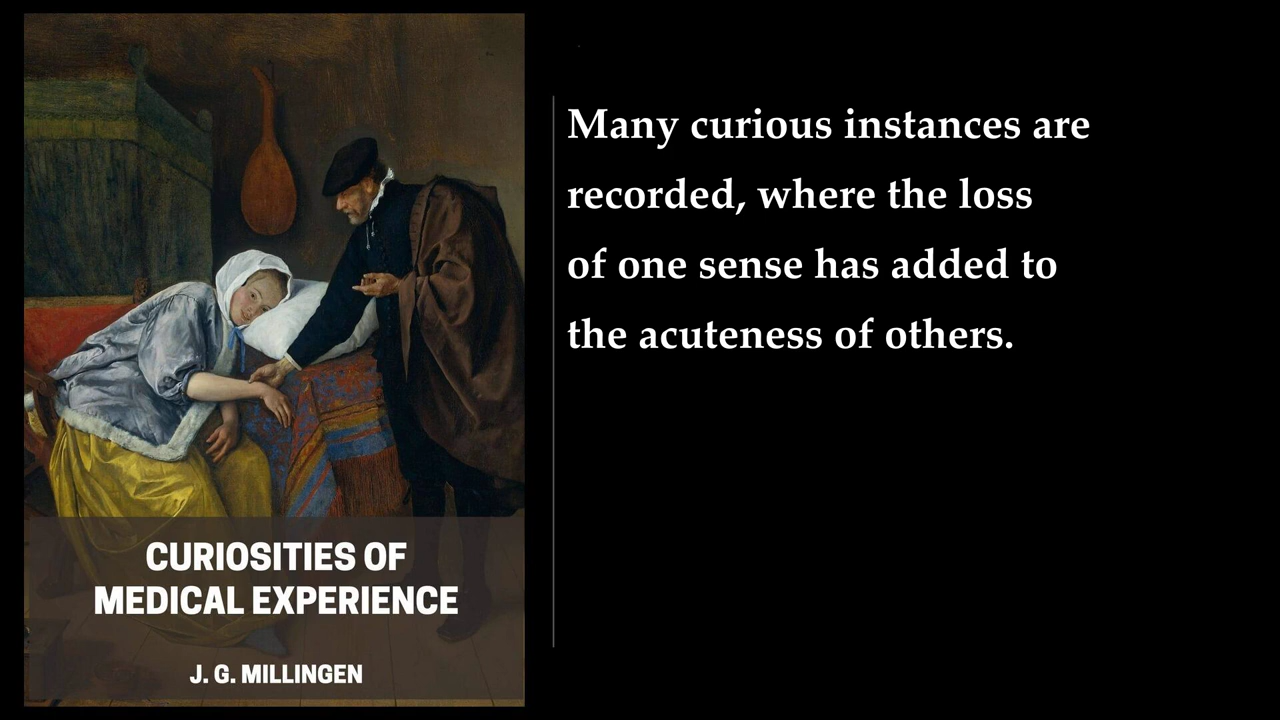 CURIOSITIES OF
MEDICAL EXPERIENCE
J. G. MILLINGEN
Many curious instances are
recorded, where the loss
of one sense has added to
the acuteness of others.